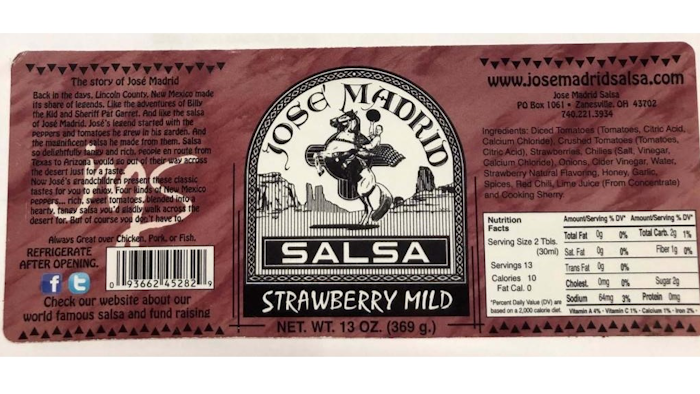 The story of José Madrid
Back in the days, Lincoln County, New Mexico made
its share of legends. Like the adventures of Billy
the Kid and Sheriff Pat Garret. And like the salsa
of José Madrid. José's legend started with the
peppers and tomatoes he grew in his garden. And
the magnificent salsa he made from them. Salsa
so delightfully tangy and rich, people en route from
Texas to Arizona would go out of their way across
the desert just for a taste.
Now José's grandchildren present these classic
tastes for you to enjoy. Four kinds of New Mexico
peppers... rich, sweet tomatoes, blended into a
hearty, tangy salsa you'd gladly walk across the
desert for. But of course you don't have to.
Always Great over Chicken, Pork, or Fish.
REFRIGERATE
AFTER OPENING.
0 93662 45282 9
Check our website about our
world famous salsa and fund raising
JOSE MADRID
SALSA
STRAWBERRY MILD
NET. WT. 13 OZ. (369 g.)
www.josemadridsalsa.com
Jose Madrid Salsa
PO Box 1061 • Zanesville, OH 43702
740.221.3934
Ingredients: Diced Tomatoes (Tomatoes, Citric Acid,
Calcium Chloride), Crushed Tomatoes (Tomatoes,
Citric Acid), Strawberries, Chilies (Salt, Vinegar,
Calcium Chloride), Onions, Cider Vinegar, Water,
Strawberry Natural Flavoring, Honey, Garlic,
Spices, Red Chili, Lime Juice (From Concentrate)
and Cooking Sherry.
Nutrition
Facts
Serving Size 2 Tbls.
(30ml)
Servings 13
Calories 10
Fat Cal. 0
*Percent Daily Value (DV) are
based on a 2,000 calorie diet.
Amount/Serving % DV* Amount/Serving % DV*
Total Fat 0g 0% Total Carb. 2g 1%
Sat. Fat 0g 0% Fiber 1g 0%
Trans Fat 0g 0%
Cholest. 0mg 0% Sugar 2g
Sodium 64mg 3% Protein 0mg
Vitamin A 4% • Vitamin C 1% • Calcium 1% • Iron 2% •